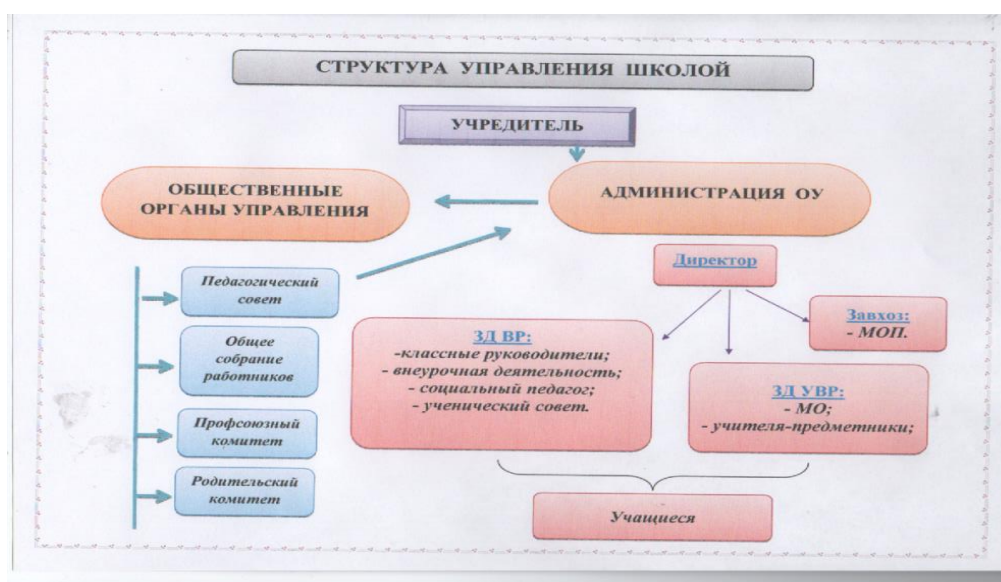 СТРУКТУРА УПРАВЛЕНИЯ ШКОЛОЙ
УЧРЕДИТЕЛЬ
ОБЩЕСТВЕННЫЕ
ОРГАНЫ УПРАВЛЕНИЯ
АДМИНИСТРАЦИЯ ОУ
Педагогический
совет
Общее
собрание
работников
Профсоюзный
комитет
Родительский
комитет
Директор
ЗД ВР:
-классные руководители;
- внеурочная деятельность;
- социальный педагог;
- ученический совет.
Завхоз:
- МОП.
ЗД УВР:
- МО;
- учителя-предметники;
Учащиеся